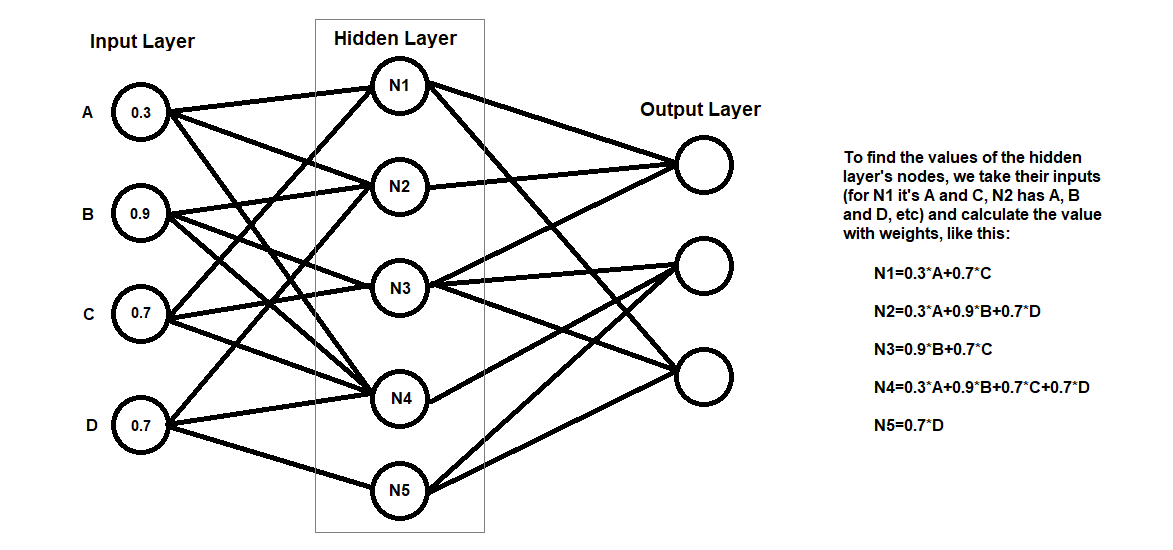 Input Layer
Hidden Layer
Output Layer
A
0.3
B
0.9
C
0.7
D
0.7
N1
N2
N3
N4
N5
To find the values of the hidden
layer's nodes, we take their inputs
(for N1 it's A and C, N2 has A, B
and D, etc) and calculate the value
with weights, like this:
N1=0.3*A+0.7*C
N2=0.3*A+0.9*B+0.7*D
N3=0.9*B+0.7*C
N4=0.3*A+0.9*B+0.7*C+0.7*D
N5=0.7*D